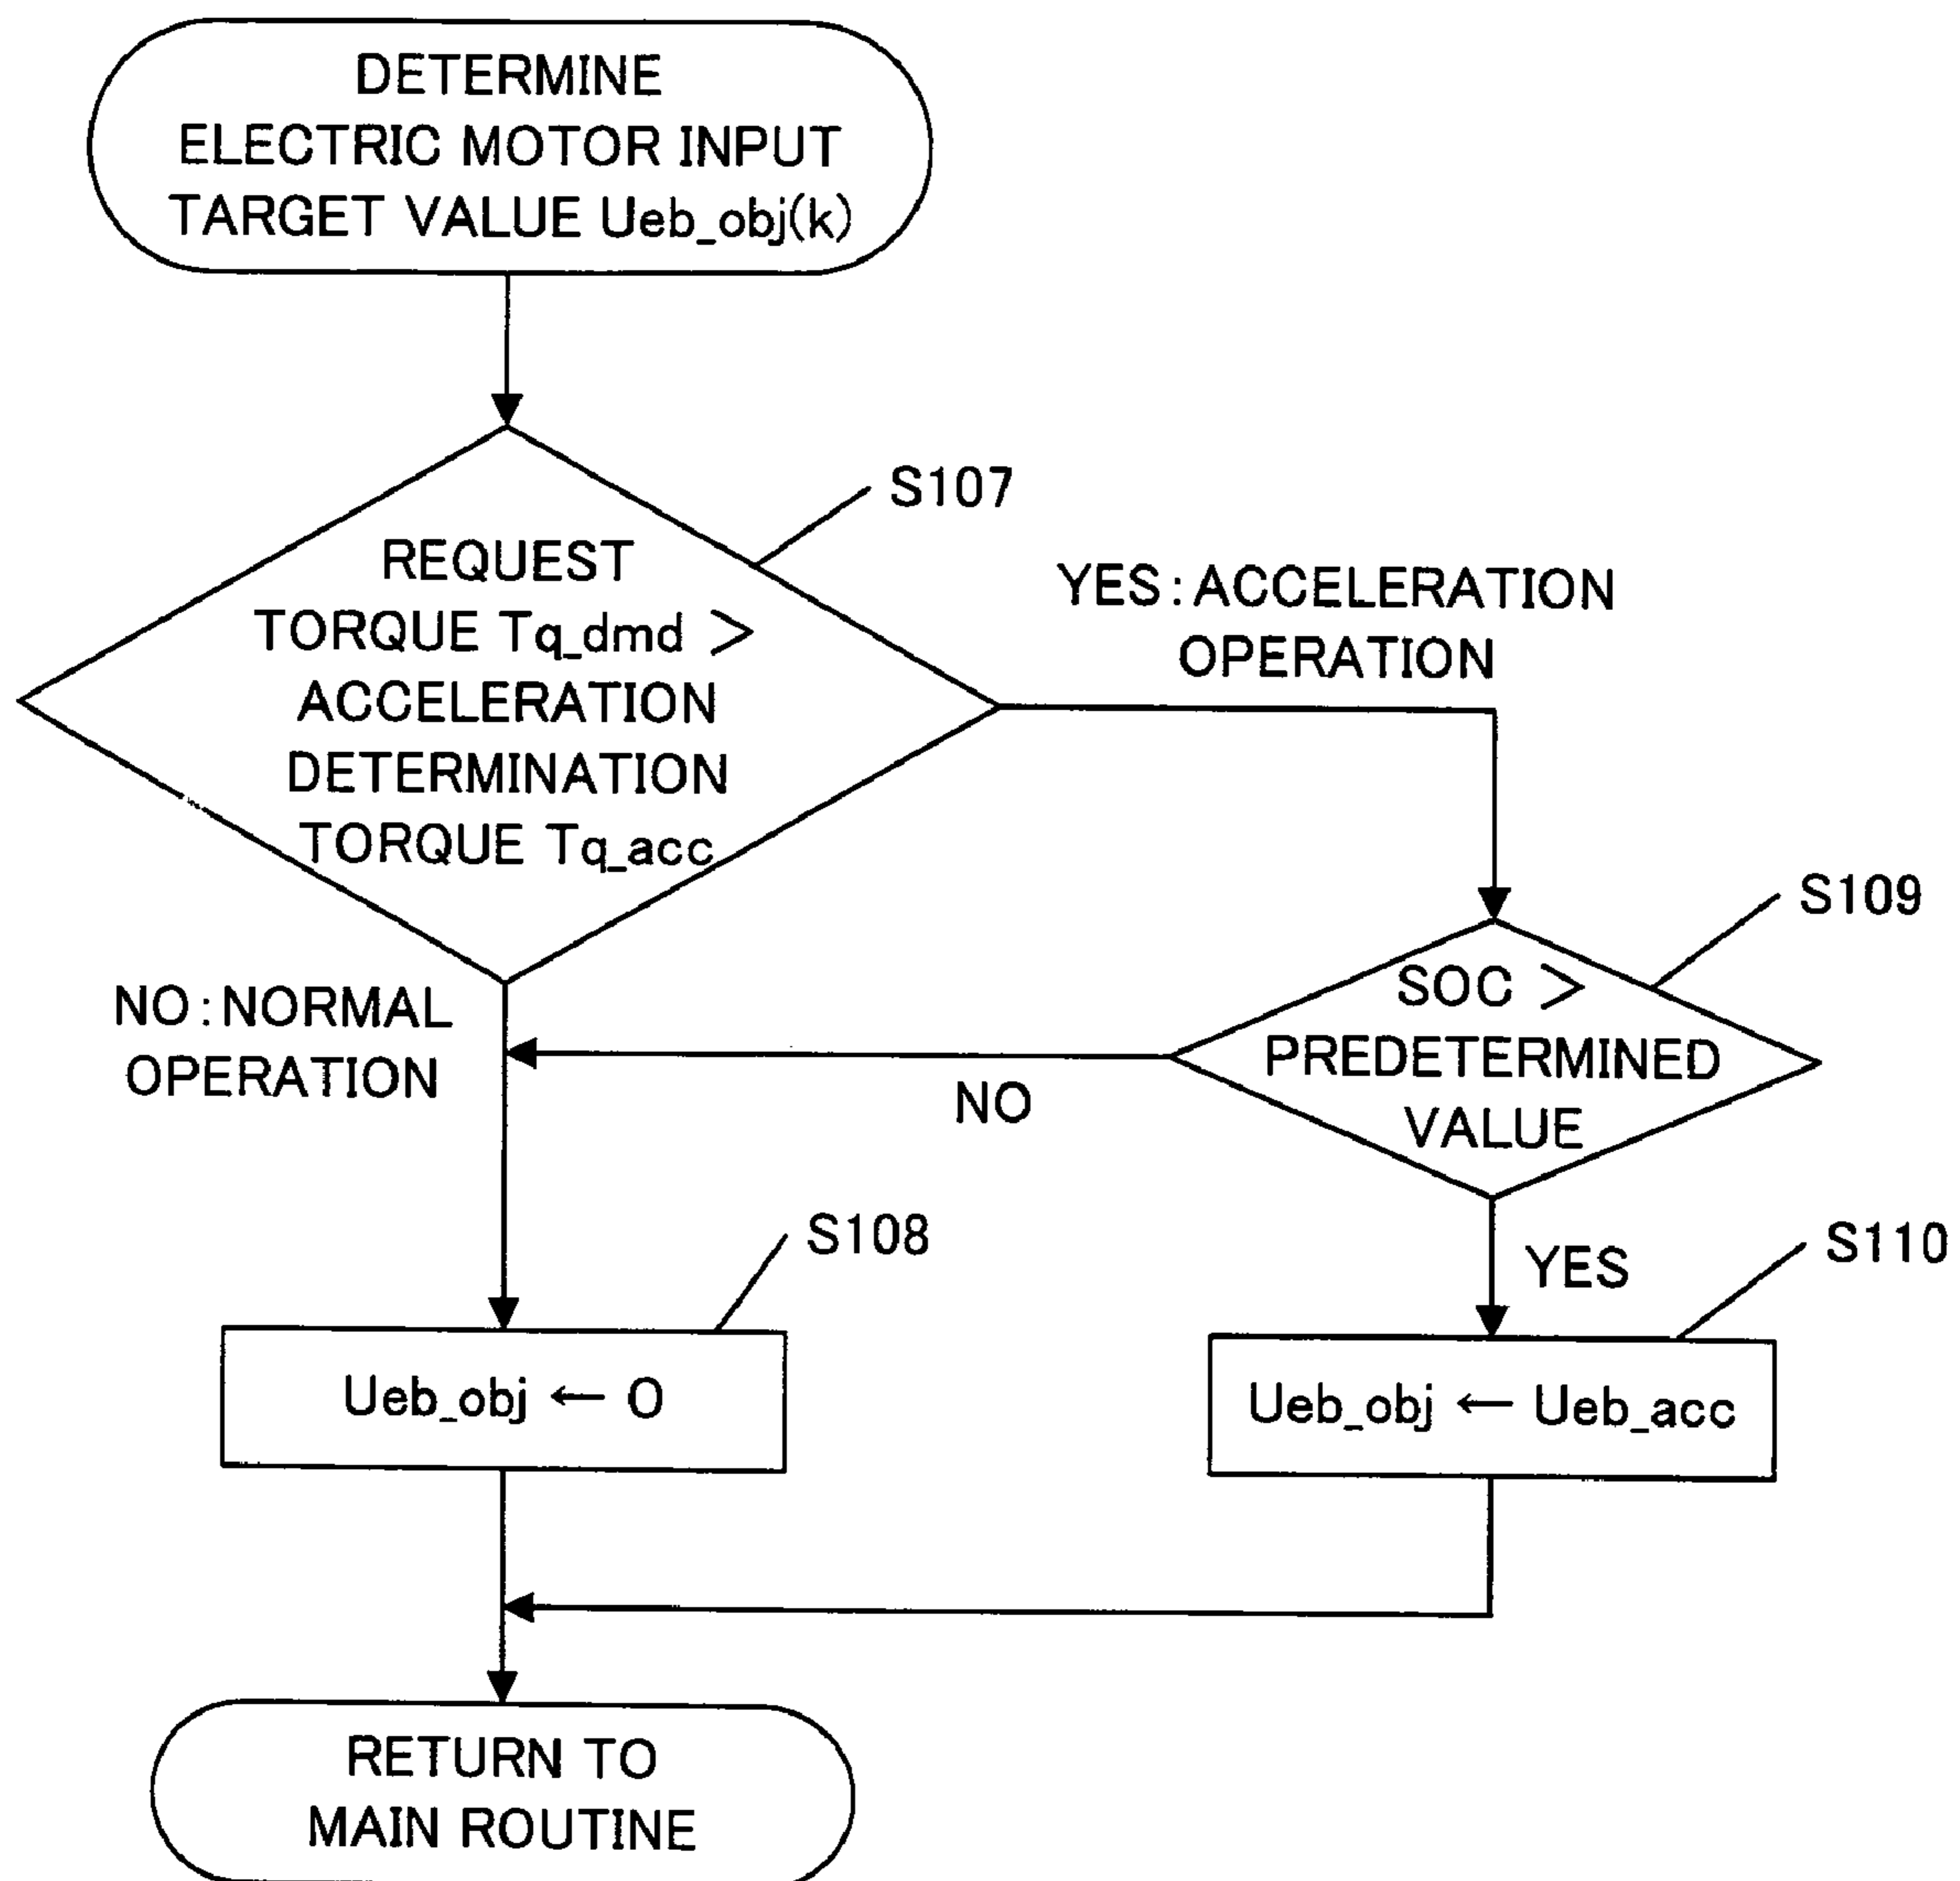 DETERMINE
ELECTRIC MOTOR INPUT
TARGET VALUE Ueb_obj(k)
S107
REQUEST
TORQUE Tq_dmd >
ACCELERATION
DETERMINATION
TORQUE Tq_acc
YES:ACCELERATION
OPERATION
S109
SOC >
PREDETERMINED
VALUE
NO:NORMAL
OPERATION
NO
S108
YES
S110
Ueb_obj ← 0
Ueb_obj ← Ueb_acc
RETURN TO
MAIN ROUTINE